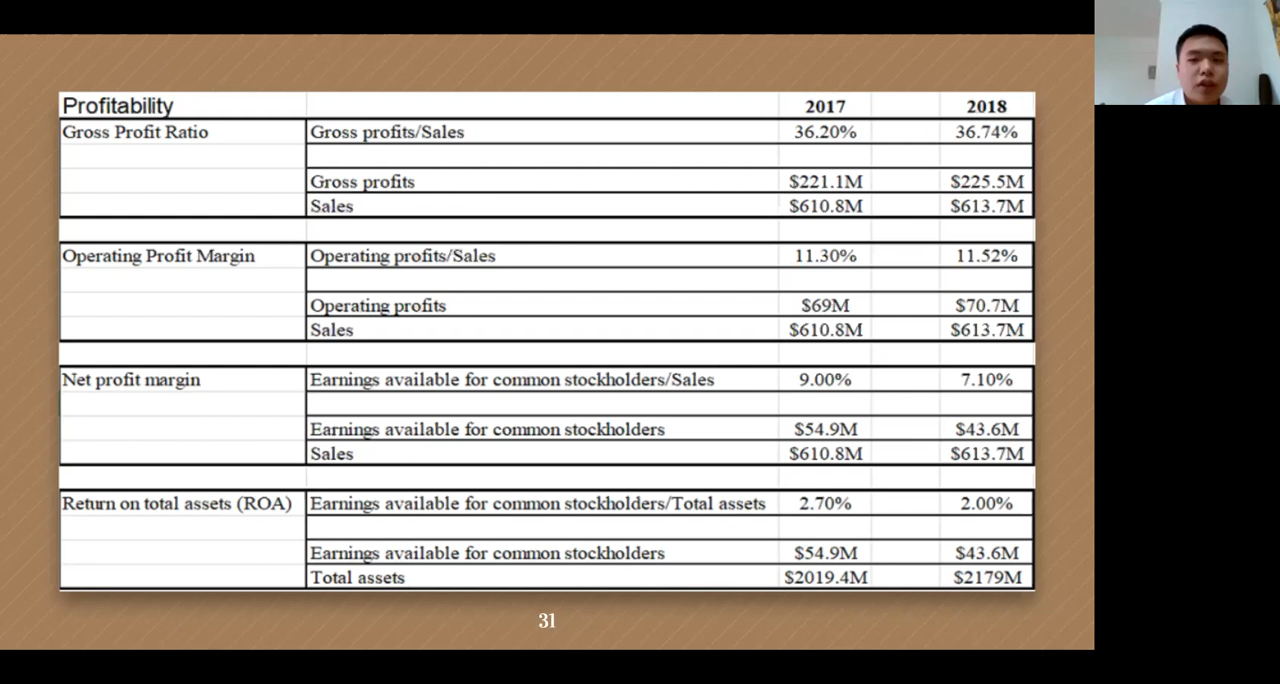 Profitability 2017 2018
Gross Profit Ratio Gross profits/Sales 36.20% 36.74%
Gross profits $221.1M $225.5M
Sales $610.8M $613.7M
Operating Profit Margin Operating profits/Sales 11.30% 11.52%
Operating profits $69M $70.7M
Sales $610.8M $613.7M
Net profit margin Earnings available for common stockholders/Sales 9.00% 7.10%
Earnings available for common stockholders $54.9M $43.6M
Sales $610.8M $613.7M
Return on total assets (ROA) Earnings available for common stockholders/Total assets 2.70% 2.00%
Earnings available for common stockholders $54.9M $43.6M
Total assets $2019.4M $2179M
31